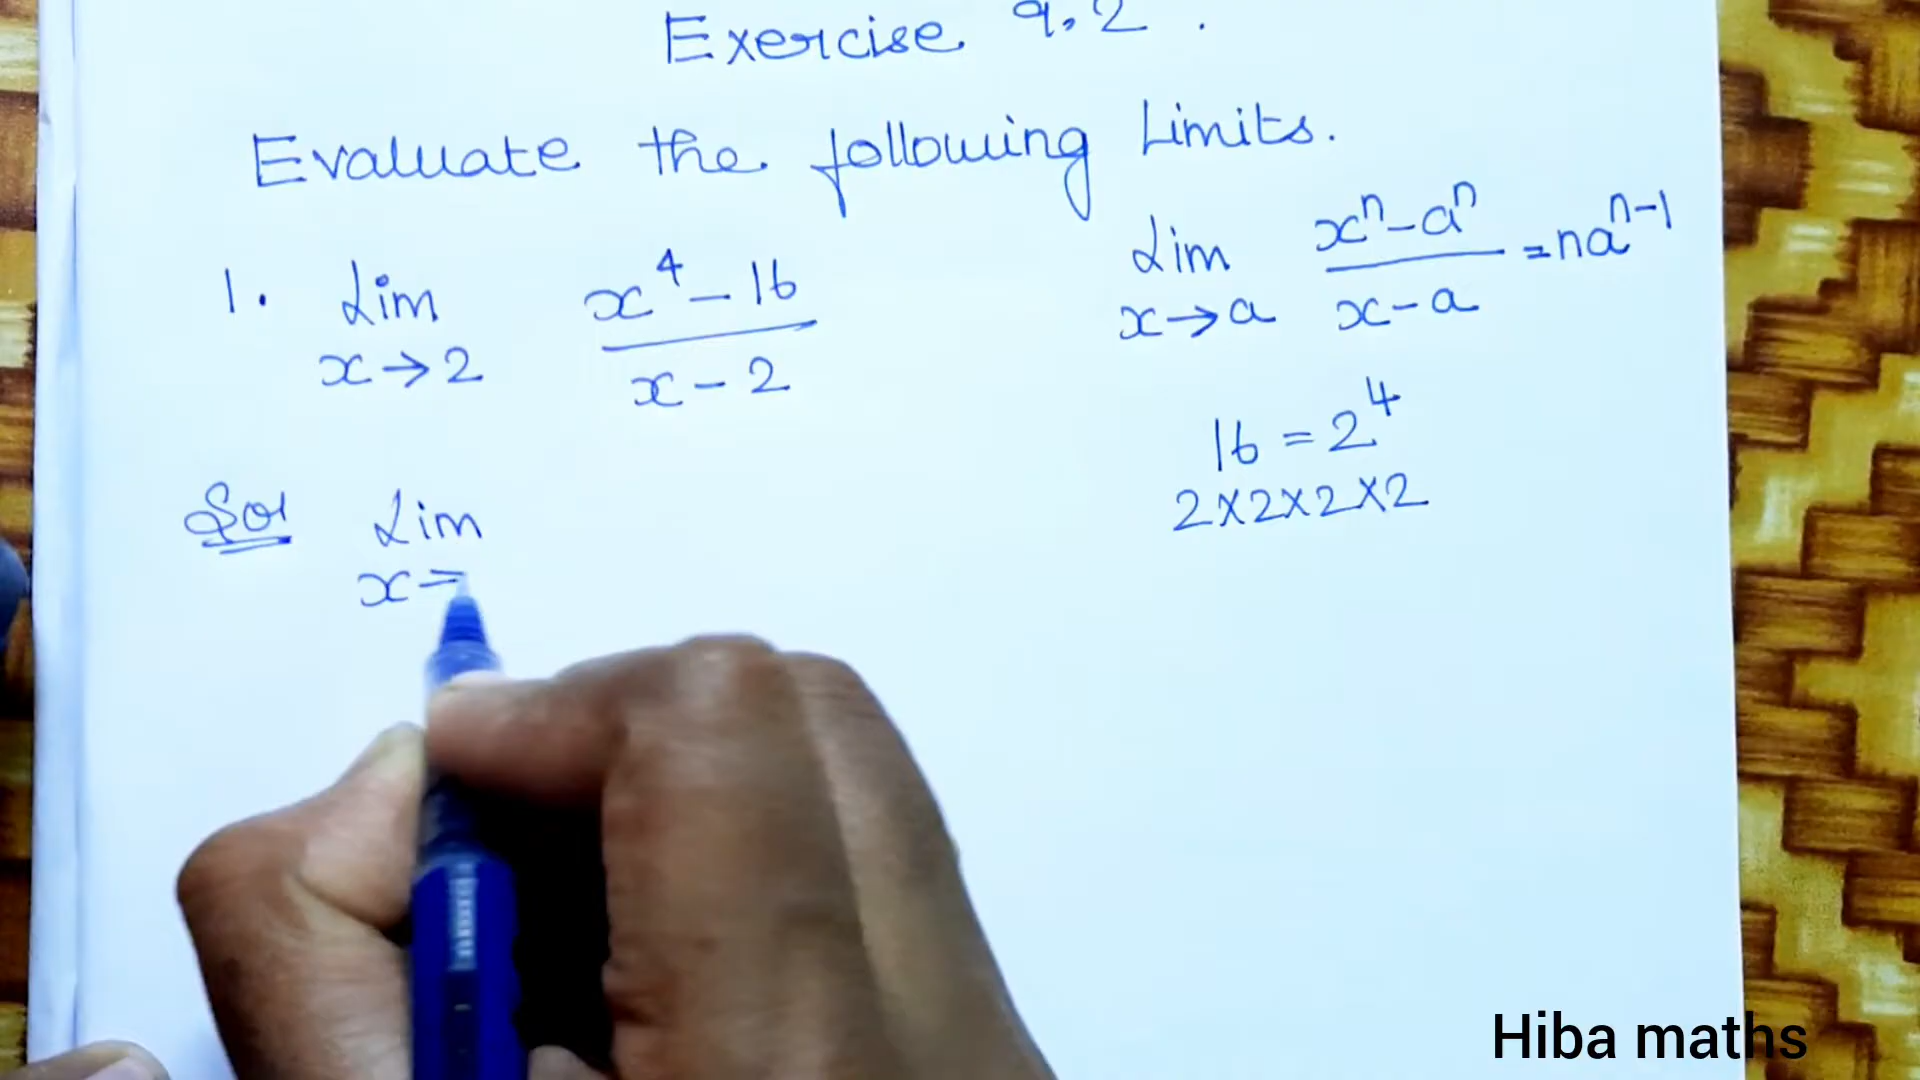 Exercise 9.2.
Evaluate the following Limits.
1. Lim x→2 x⁴-16 / x-2
Lim x→a xⁿ-aⁿ / x-a = naⁿ⁻¹
16 = 2⁴
2×2×2×2
Sol Lim
x-
Hiba maths